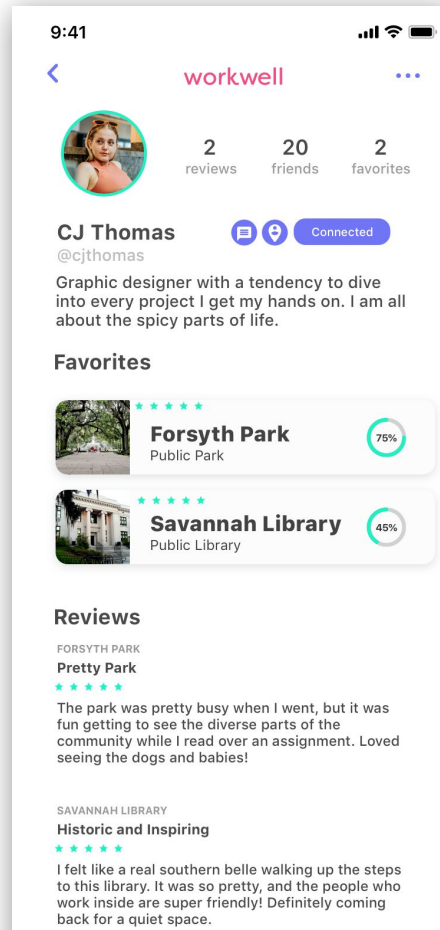 9:41
workwell
2 20 2
reviews friends favorites
CJ Thomas Connected
@cjthomas
Graphic designer with a tendency to dive
into every project I get my hands on. I am all
about the spicy parts of life.
Favorites
Forsyth Park
Public Park
75%
Savannah Library
Public Library
45%
Reviews
FORSYTH PARK
Pretty Park
The park was pretty busy when I went, but it was
fun getting to see the diverse parts of the
community while I read over an assignment. Loved
seeing the dogs and babies!
SAVANNAH LIBRARY
Historic and Inspiring
I felt like a real southern belle walking up the steps
to this library. It was so pretty, and the people who
work inside are super friendly! Definitely coming
back for a quiet space.